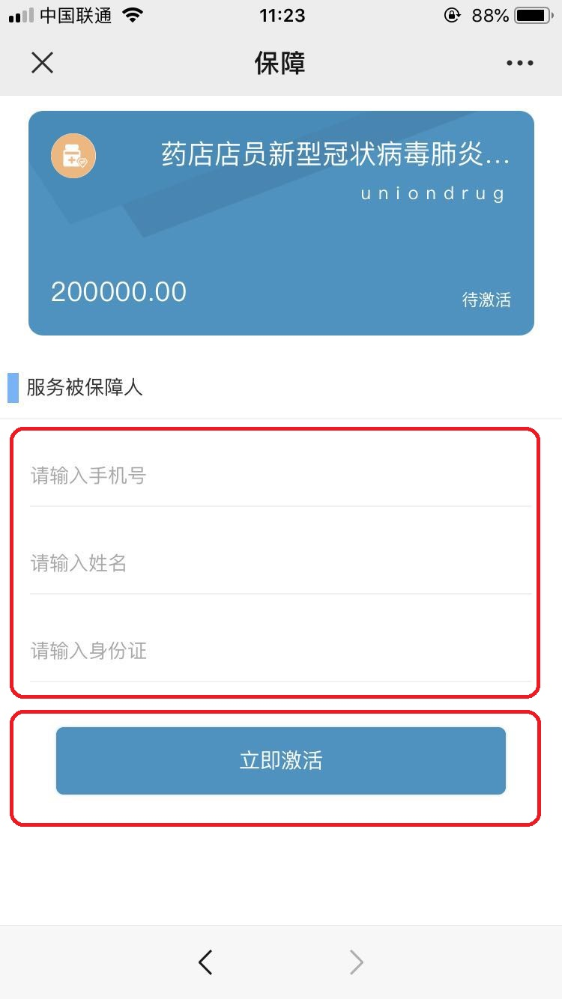 中国联通 11:23 88%
保障
药店店员新型冠状病毒肺炎...
uniondrug
200000.00
待激活
服务被保障人
请输入手机号
请输入姓名
请输入身份证
立即激活